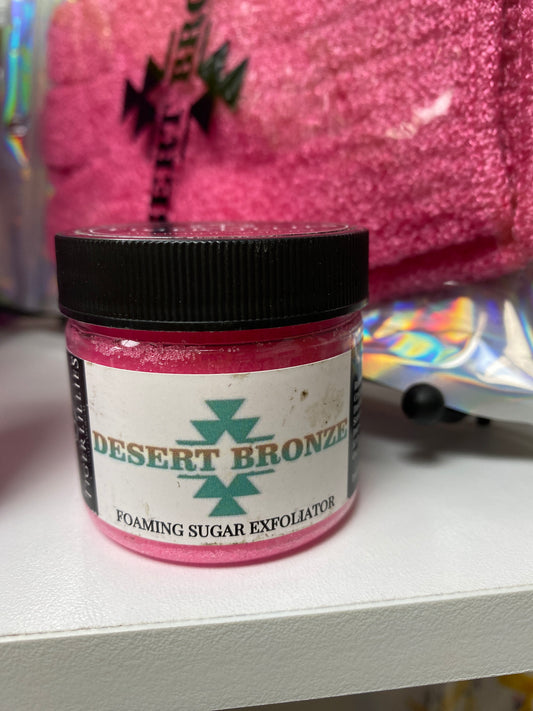 DESERT BRONZE
FOAMING SUGAR EXFOLIATOR